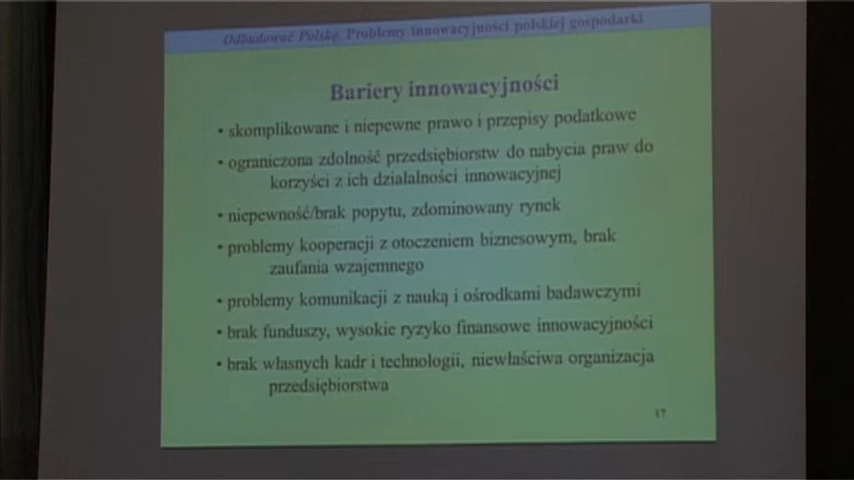 Odbudować Polskę. Problemy innowacyjności polskiej gospodarki
Bariery innowacyjności
• skomplikowane i niepewne prawo i przepisy podatkowe
• ograniczona zdolność przedsiębiorstw do nabycia praw do
korzyści z ich działalności innowacyjnej
• niepewność/brak popytu, zdominowany rynek
• problemy kooperacji z otoczeniem biznesowym, brak
zaufania wzajemnego
• problemy komunikacji z nauką i ośrodkami badawczymi
• brak funduszy, wysokie ryzyko finansowe innowacyjności
• brak własnych kadr i technologii, niewłaściwa organizacja
przedsiębiorstwa
17